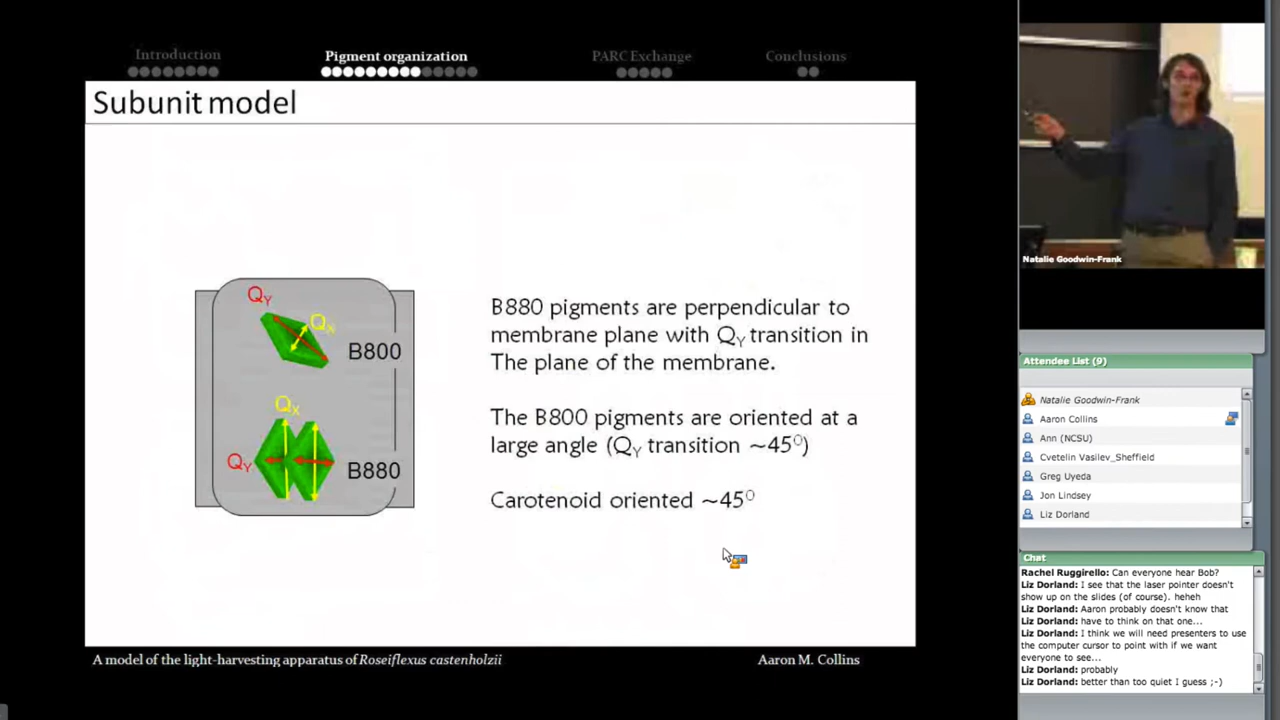 Introduction
Pigment organization
PARC Exchange
Conclusions
Subunit model
QY
QX
B800
QX
QY
B880
B880 pigments are perpendicular to
membrane plane with QY transition in
The plane of the membrane.
The B800 pigments are oriented at a
large angle (QY transition ~45⁰)
Carotenoid oriented ~45⁰
A model of the light-harvesting apparatus of Roseiflexus castenholzii
Aaron M. Collins
Natalie Goodwin-Frank
Attendee List (9)
Natalie Goodwin-Frank
Aaron Collins
Ann (NCSU)
Cvetelin Vasilev_Sheffield
Greg Uyeda
Jon Lindsey
Liz Dorland
Chat
Rachel Ruggirello: Can everyone hear Bob?
Liz Dorland: I see that the laser pointer doesn't
show up on the slides (of course). heheh
Liz Dorland: Aaron probably doesn't know that
Liz Dorland: have to think on that one...
Liz Dorland: I think we will need presenters to use
the computer cursor to point with if we want
everyone to see...
Liz Dorland: probably
Liz Dorland: better than too quiet I guess ;-)